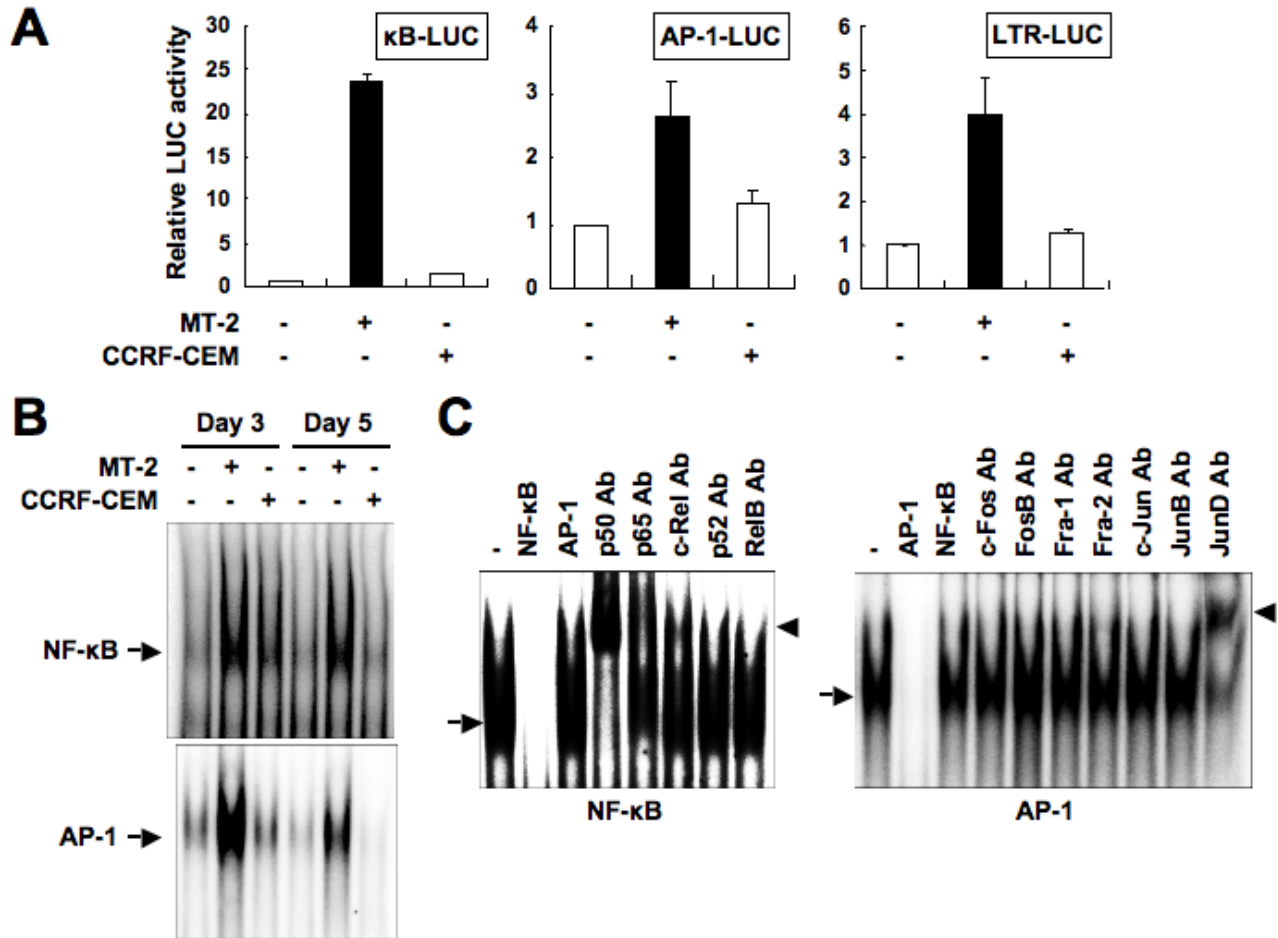 A
κB-LUC
AP-1-LUC
LTR-LUC
Relative LUC activity
30
25
20
15
10
5
0
4
3
2
1
0
6
5
4
3
2
1
0
MT-2 - + - - + - - + -
CCRF-CEM - - + - - + - - +
B
Day 3 Day 5
MT-2 - + - - + -
CCRF-CEM - - + - - +
NF-κB
AP-1
C
-
NF-κB
AP-1
p50 Ab
p65 Ab
c-Rel Ab
p52 Ab
RelB Ab
NF-κB
-
AP-1
NF-κB
c-Fos Ab
FosB Ab
Fra-1 Ab
Fra-2 Ab
c-Jun Ab
JunB Ab
JunD Ab
AP-1